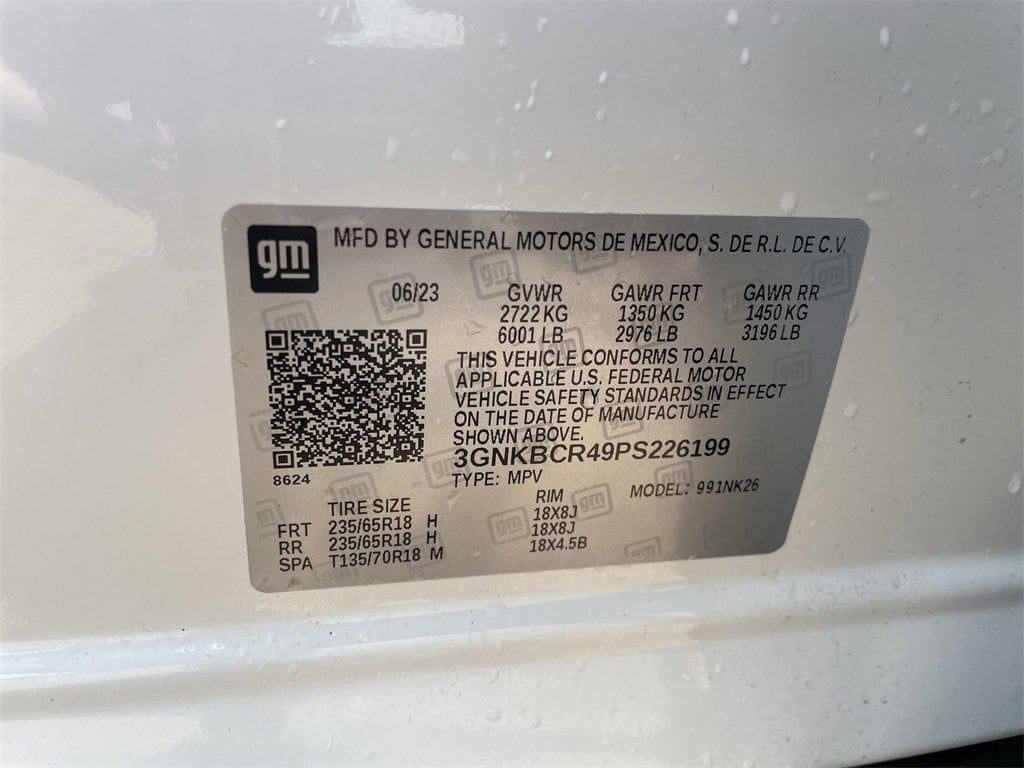 gm MFD BY GENERAL MOTORS DE MEXICO, S. DE R.L. DE C.V.
06/23 GVWR GAWR FRT GAWR RR
2722 KG 1350 KG 1450 KG
6001 LB 2976 LB 3196 LB
THIS VEHICLE CONFORMS TO ALL
APPLICABLE U.S. FEDERAL MOTOR
VEHICLE SAFETY STANDARDS IN EFFECT
ON THE DATE OF MANUFACTURE
SHOWN ABOVE.
3GNKBCR49PS226199
8624 TYPE: MPV MODEL: 991NK26
TIRE SIZE RIM
FRT 235/65R18 H 18X8J
RR 235/65R18 H 18X8J
SPA T135/70R18 M 18X4.5B